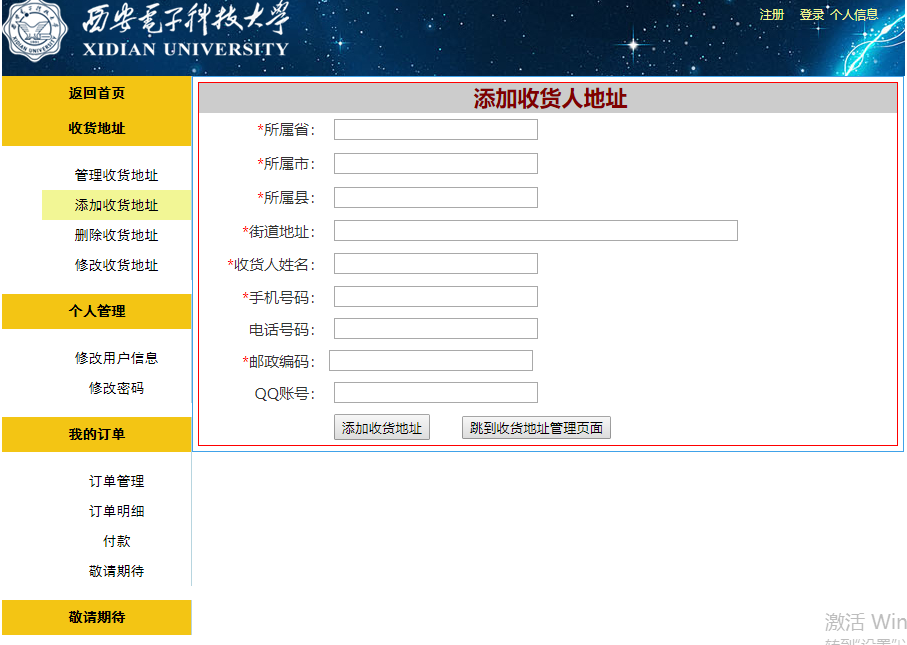 西安电子科技大学
XIDIAN UNIVERSITY
注册 登录 个人信息
返回首页
收货地址
管理收货地址
添加收货地址
删除收货地址
修改收货地址
个人管理
修改用户信息
修改密码
我的订单
订单管理
订单明细
付款
敬请期待
敬请期待
添加收货人地址
*所属省：
*所属市：
*所属县：
*街道地址：
*收货人姓名：
*手机号码：
电话号码：
*邮政编码：
QQ账号：
添加收货地址 跳到收货地址管理页面
激活 Win